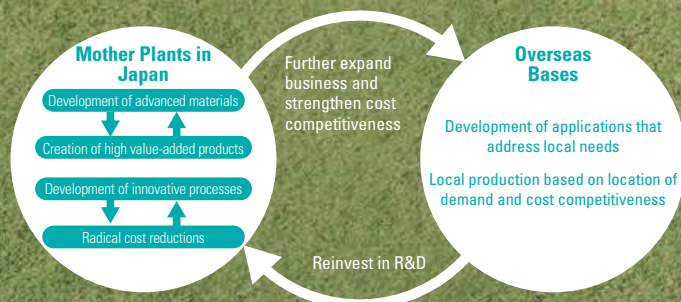 Mother Plants in
Japan
Development of advanced materials
Creation of high value-added products
Development of innovative processes
Radical cost reductions
Further expand
business and
strengthen cost
competitiveness
Reinvest in R&D
Overseas
Bases
Development of applications that
address local needs
Local production based on location of
demand and cost competitiveness